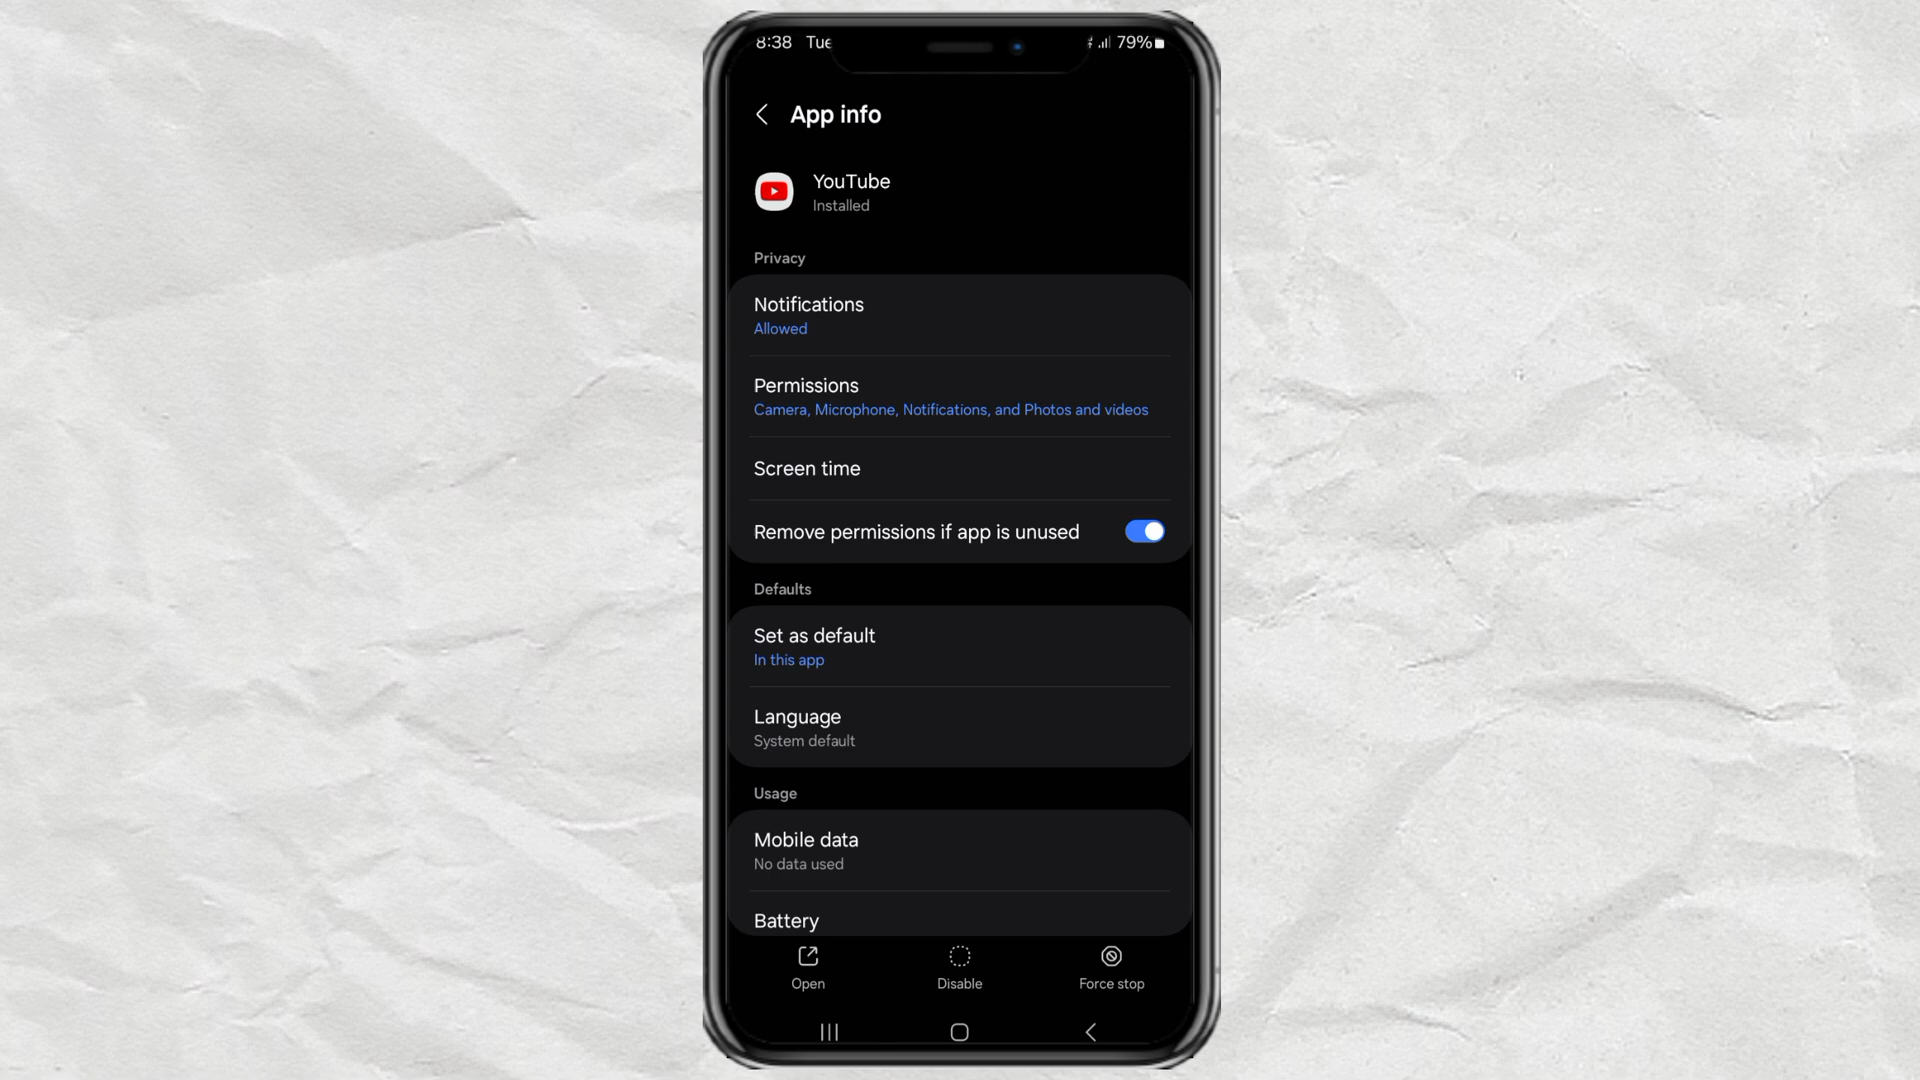 8:38 Tue 79%
App info
YouTube
Installed
Privacy
Notifications
Allowed
Permissions
Camera, Microphone, Notifications, and Photos and videos
Screen time
Remove permissions if app is unused
Defaults
Set as default
In this app
Language
System default
Usage
Mobile data
No data used
Battery
Open Disable Force stop